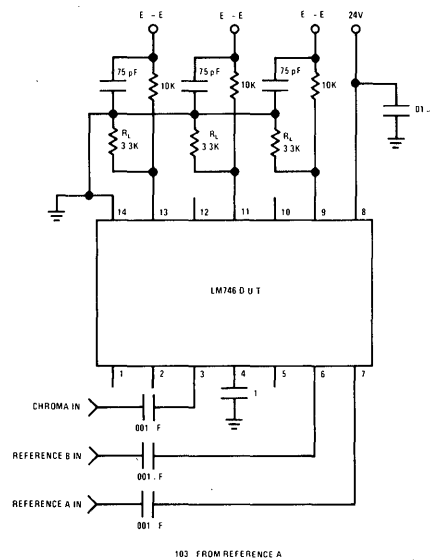 E - E E - E E - E 24V
75 pF 10K 75 pF 10K 75 pF 10K 01
RL 3 3K RL 3 3K RL 3 3K
14 13 12 11 10 9 8
LM746 D U T
1 2 3 4 5 6 7
1
CHROMA IN
001 F
REFERENCE B IN
001 . F
REFERENCE A IN
001 F
103 FROM REFERENCE A